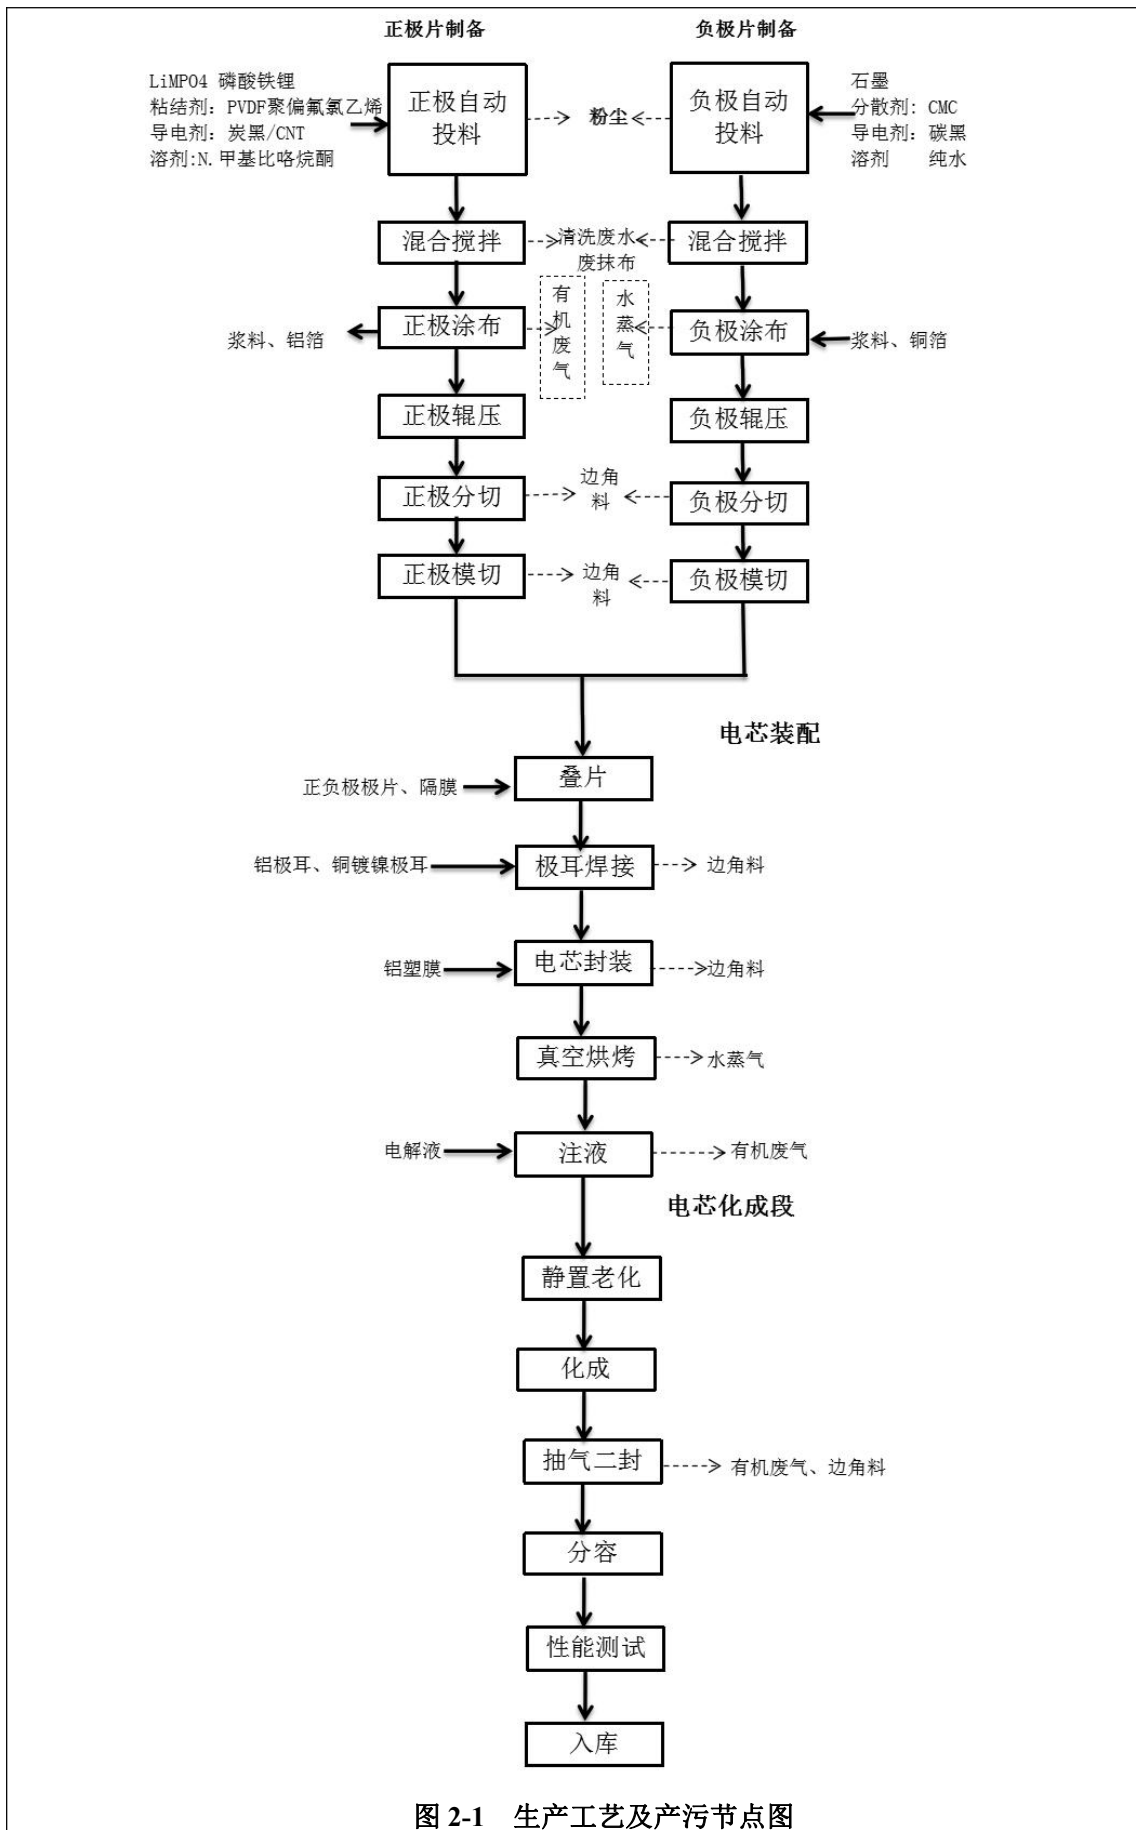 正极片制备
负极片制备
LiMPO4 磷酸铁锂
粘结剂: PVDF聚偏氟氯乙烯
导电剂: 炭黑/CNT
溶剂:N.甲基比咯烷酮
正极自动
投料
粉尘
负极自动
投料
石墨
分散剂: CMC
导电剂: 碳黑
溶剂 纯水
混合搅拌
清洗废水
废抹布
混合搅拌
浆料、铝箔
正极涂布
有
机
废
气
水
蒸
气
负极涂布
浆料、铜箔
正极辊压
负极辊压
正极分切
边角
料
负极分切
正极模切
边角
料
负极模切
电芯装配
正负极极片、隔膜
叠片
铝极耳、铜镀镍极耳
极耳焊接
边角料
铝塑膜
电芯封装
边角料
真空烘烤
水蒸气
电解液
注液
有机废气
电芯化成段
静置老化
化成
抽气二封
有机废气、边角料
分容
性能测试
入库
图 2-1 生产工艺及产污节点图